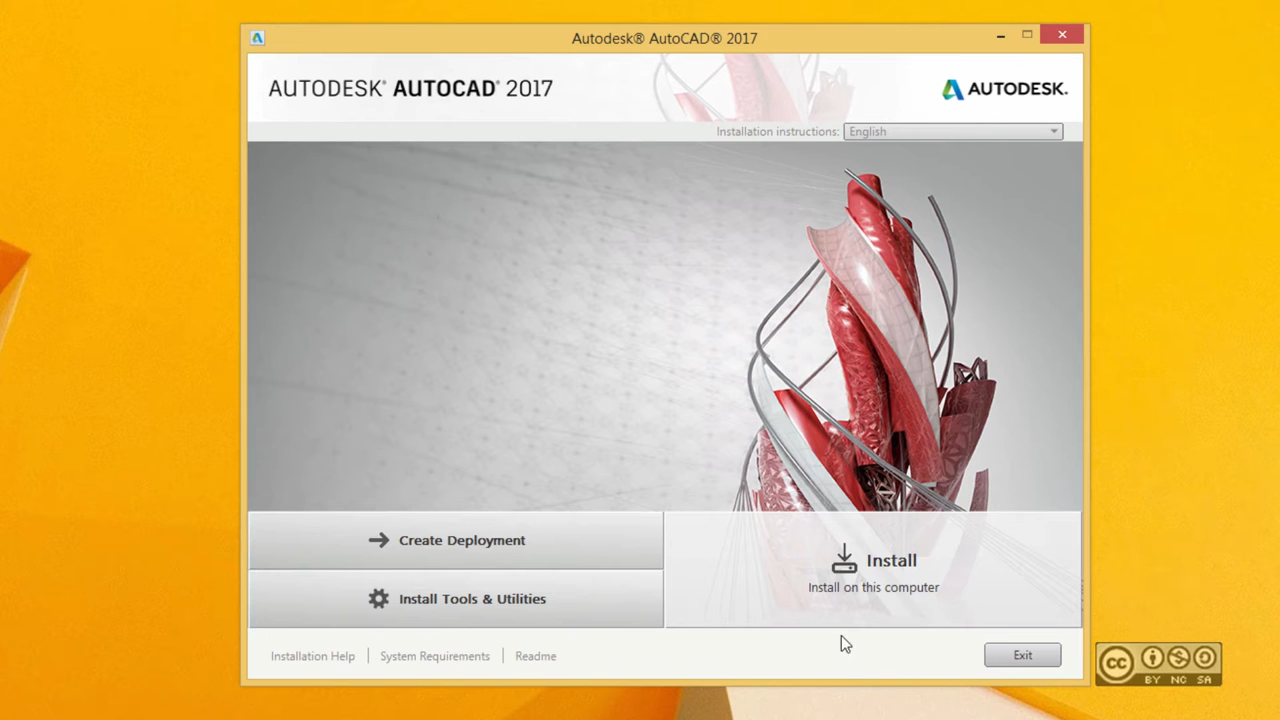 Autodesk® AutoCAD® 2017
AUTODESK® AUTOCAD® 2017
AUTODESK.
Installation instructions: English
Create Deployment
Install
Install on this computer
Install Tools & Utilities
Installation Help System Requirements Readme
Exit
cc
BY NC SA